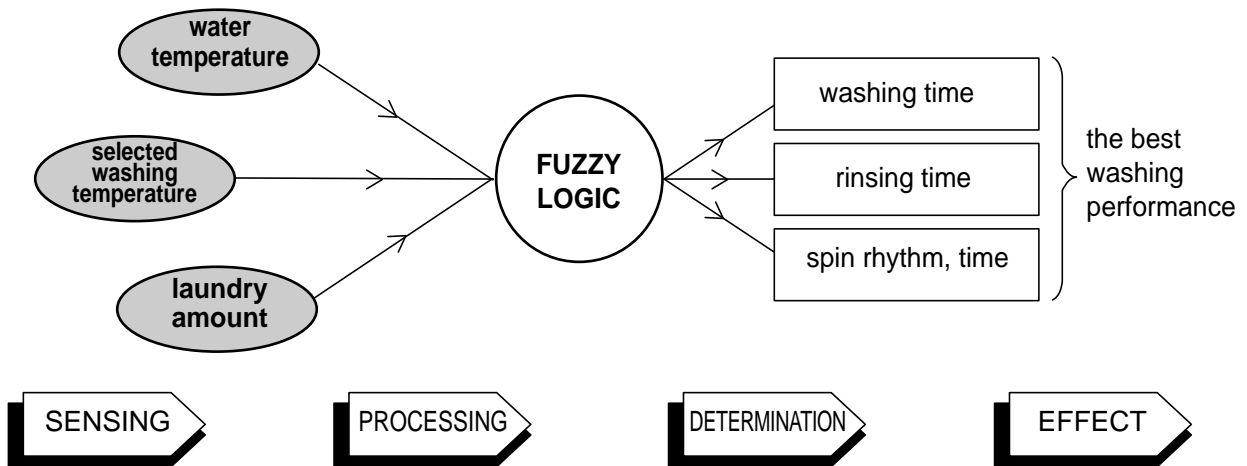 water
temperature
selected
washing
temperature
laundry
amount
FUZZY
LOGIC
washing time
rinsing time
spin rhythm, time
the best
washing
performance
SENSING
PROCESSING
DETERMINATION
EFFECT